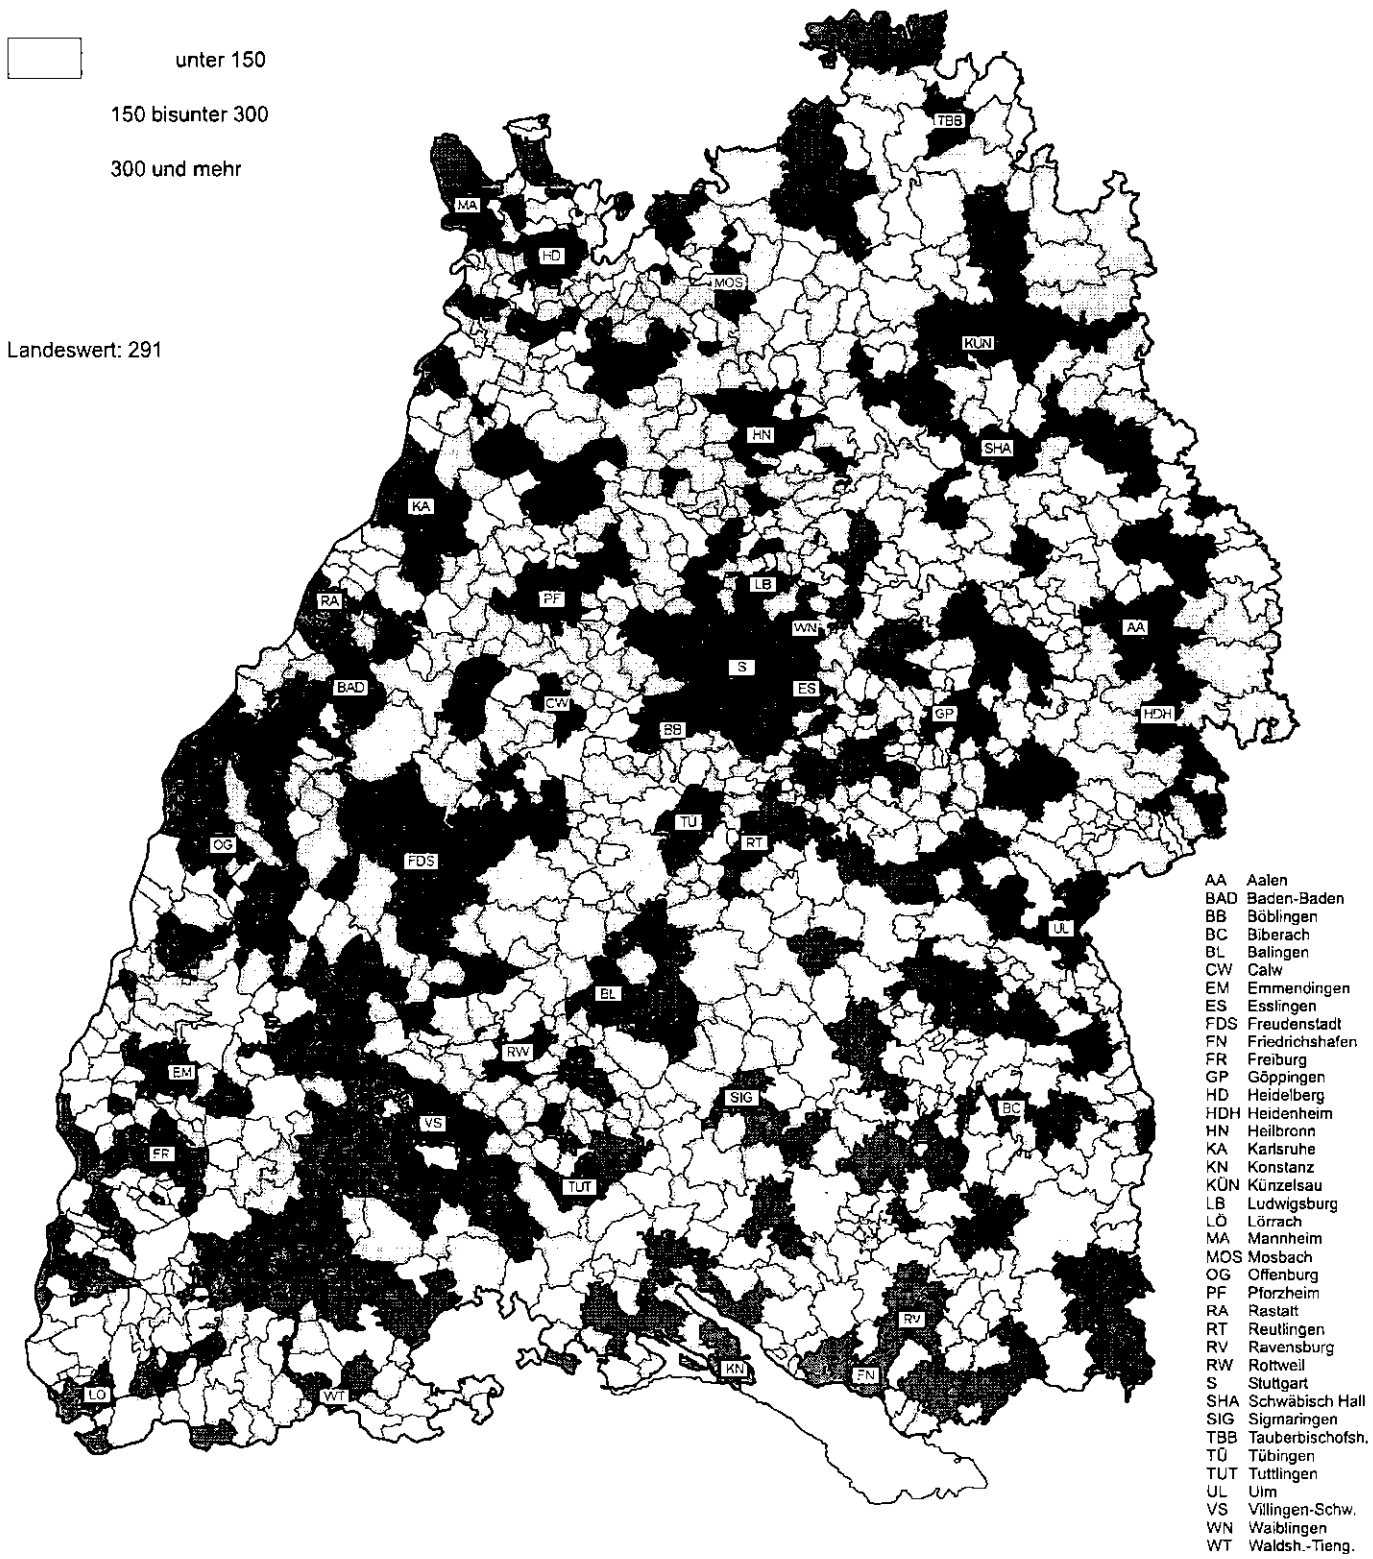 unter 150
150 bisunter 300
300 und mehr
Landeswert: 291
TBB
MA
HD
MOS
KÜN
HN
SHA
KA
LB
PF
RA
WN
AA
S
BAD
ES
CW
GP
HDH
BB
TÜ
RT
OG
FDS
UL
BL
RW
EM
SIG
BC
VS
FR
TUT
RV
KN
FN
LÖ
WT
AA Aalen
BAD Baden-Baden
BB Böblingen
BC Biberach
BL Balingen
CW Calw
EM Emmendingen
ES Esslingen
FDS Freudenstadt
FN Friedrichshafen
FR Freiburg
GP Göppingen
HD Heidelberg
HDH Heidenheim
HN Heilbronn
KA Karlsruhe
KN Konstanz
KÜN Künzelsau
LB Ludwigsburg
LÖ Lörrach
MA Mannheim
MOS Mosbach
OG Offenburg
PF Pforzheim
RA Rastatt
RT Reutlingen
RV Ravensburg
RW Rottweil
S Stuttgart
SHA Schwäbisch Hall
SIG Sigmaringen
TBB Tauberbischofsh.
TÜ Tübingen
TUT Tuttlingen
UL Ulm
VS Villingen-Schw.
WN Waiblingen
WT Waldsh.-Tieng.